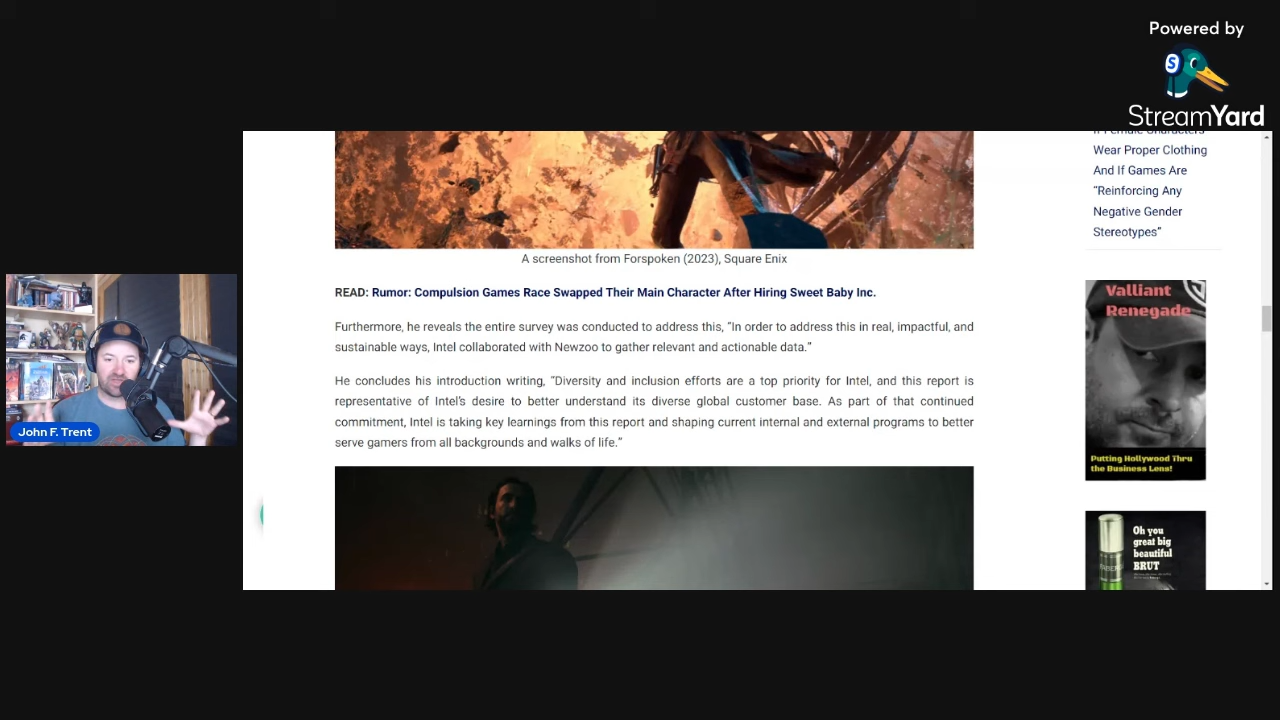 Powered by
StreamYard
If Female Characters
Wear Proper Clothing
And If Games Are
“Reinforcing Any
Negative Gender
Stereotypes”
A screenshot from Forspoken (2023), Square Enix
READ: Rumor: Compulsion Games Race Swapped Their Main Character After Hiring Sweet Baby Inc.
Furthermore, he reveals the entire survey was conducted to address this, “In order to address this in real, impactful, and
sustainable ways, Intel collaborated with Newzoo to gather relevant and actionable data.”
He concludes his introduction writing, “Diversity and inclusion efforts are a top priority for Intel, and this report is
representative of Intel’s desire to better understand its diverse global customer base. As part of that continued
commitment, Intel is taking key learnings from this report and shaping current internal and external programs to better
serve gamers from all backgrounds and walks of life.”
Valliant
Renegade
Putting Hollywood Thru
the Business Lens!
Oh you
great big
beautiful
BRUT
John F. Trent